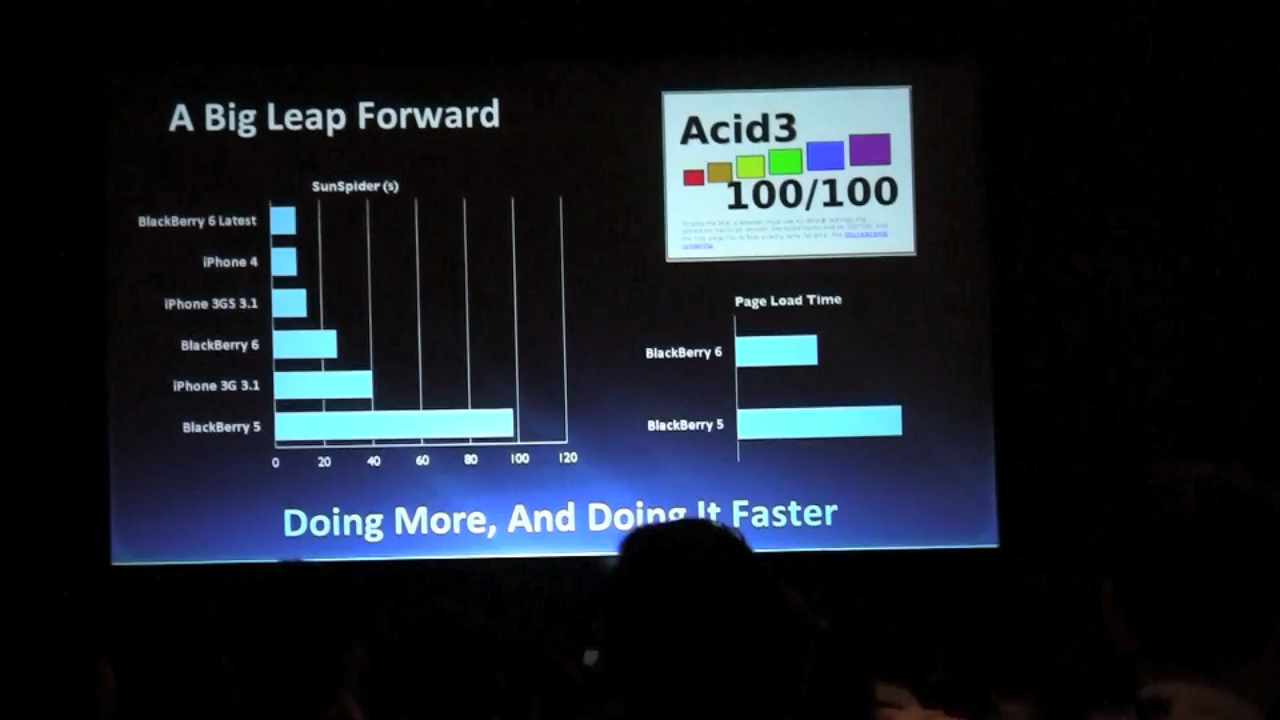 A Big Leap Forward
SunSpider (s)
BlackBerry 6 Latest
iPhone 4
iPhone 3GS 3.1
BlackBerry 6
iPhone 3G 3.1
BlackBerry 5
0 20 40 60 80 100 120
Acid3
100/100
Page Load Time
BlackBerry 6
BlackBerry 5
Doing More, And Doing It Faster